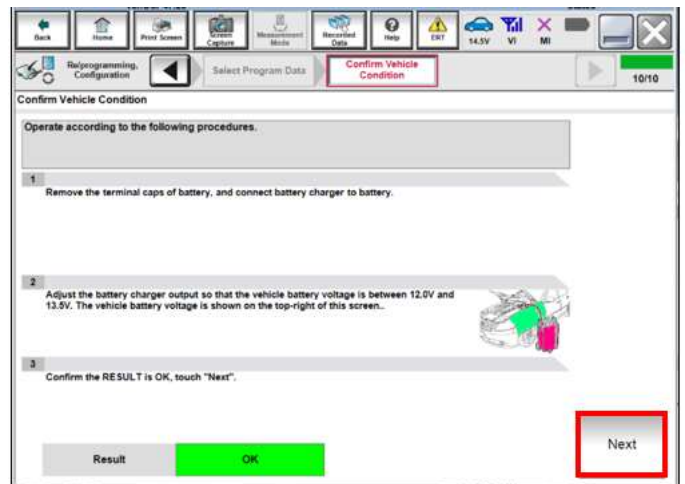 Back
Home
Print Screen
Screen Capture
Measurement Mode
Recorded Data
Help
ERT
14.5V
VI
MI
Re/programming, Configuration
Select Program Data
Confirm Vehicle Condition
10/10
Confirm Vehicle Condition
Operate according to the following procedures.
1
Remove the terminal caps of battery, and connect battery charger to battery.
2
Adjust the battery charger output so that the vehicle battery voltage is between 12.0V and
13.5V. The vehicle battery voltage is shown on the top-right of this screen..
3
Confirm the RESULT is OK, touch "Next".
Next
Result
OK